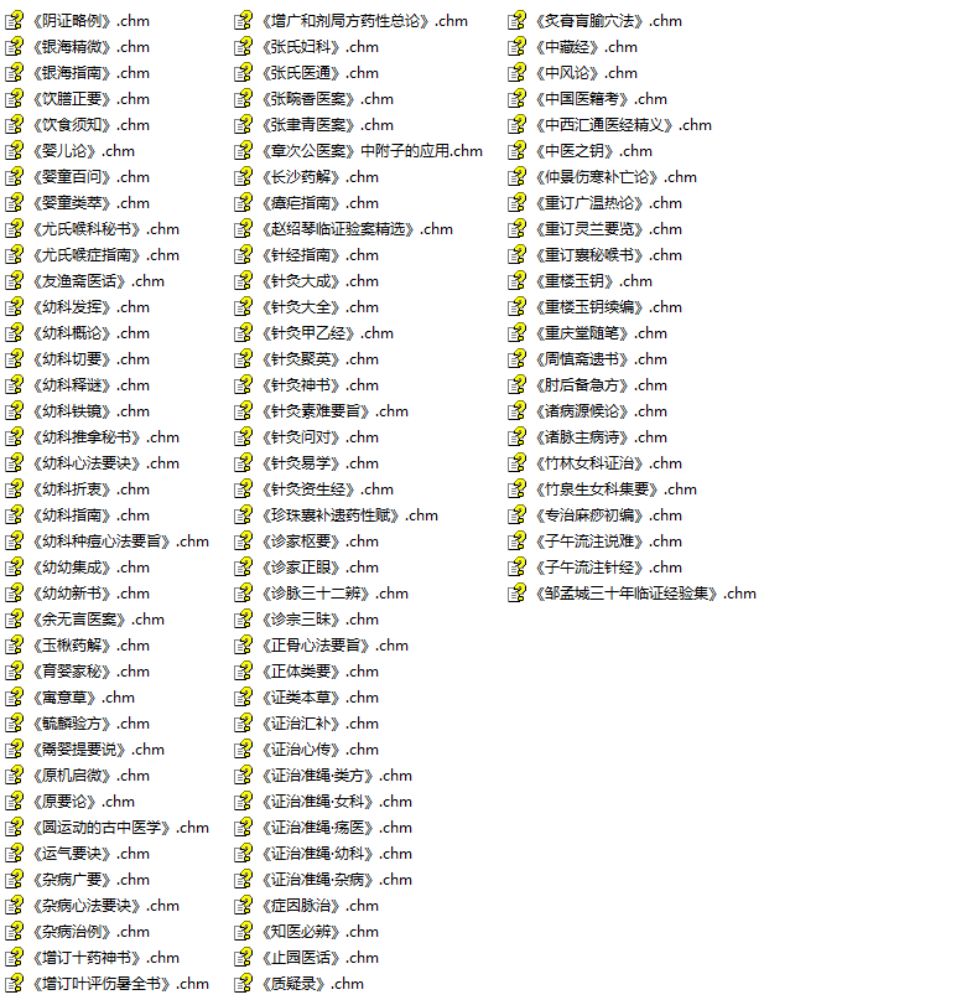 《阴证略例》.chm
《银海精微》.chm
《银海指南》.chm
《饮膳正要》.chm
《饮食须知》.chm
《婴儿论》.chm
《婴童百问》.chm
《婴童类萃》.chm
《尤氏喉科秘书》.chm
《尤氏喉症指南》.chm
《友渔斋医话》.chm
《幼科发挥》.chm
《幼科概论》.chm
《幼科切要》.chm
《幼科释谜》.chm
《幼科铁镜》.chm
《幼科推拿秘书》.chm
《幼科心法要诀》.chm
《幼科折衷》.chm
《幼科指南》.chm
《幼科种痘心法要旨》.chm
《幼幼集成》.chm
《幼幼新书》.chm
《余无言医案》.chm
《玉楸药解》.chm
《育婴家秘》.chm
《寓意草》.chm
《毓麟验方》.chm
《鬻婴提要说》.chm
《原机启微》.chm
《原要论》.chm
《圆运动的古中医学》.chm
《运气要诀》.chm
《杂病广要》.chm
《杂病心法要诀》.chm
《杂病治例》.chm
《增订十药神书》.chm
《增订叶评伤暑全书》.chm
《增广和剂局方药性总论》.chm
《张氏妇科》.chm
《张氏医通》.chm
《张畹香医案》.chm
《张聿青医案》.chm
《章次公医案》中附子的应用.chm
《长沙药解》.chm
《瘴疟指南》.chm
《赵绍琴临证验案精选》.chm
《针经指南》.chm
《针灸大成》.chm
《针灸大全》.chm
《针灸甲乙经》.chm
《针灸聚英》.chm
《针灸神书》.chm
《针灸素难要旨》.chm
《针灸问对》.chm
《针灸易学》.chm
《针灸资生经》.chm
《珍珠囊补遗药性赋》.chm
《诊家枢要》.chm
《诊家正眼》.chm
《诊脉三十二辨》.chm
《诊宗三昧》.chm
《正骨心法要旨》.chm
《正体类要》.chm
《证类本草》.chm
《证治汇补》.chm
《证治心传》.chm
《证治准绳·类方》.chm
《证治准绳·女科》.chm
《证治准绳·疡医》.chm
《证治准绳·幼科》.chm
《证治准绳·杂病》.chm
《症因脉治》.chm
《知医必辨》.chm
《止园医话》.chm
《质疑录》.chm
《炙膏肓腧穴法》.chm
《中藏经》.chm
《中风论》.chm
《中国医籍考》.chm
《中西汇通医经精义》.chm
《中医之钥》.chm
《仲景伤寒补亡论》.chm
《重订广温热论》.chm
《重订灵兰要览》.chm
《重订囊秘喉书》.chm
《重楼玉钥》.chm
《重楼玉钥续编》.chm
《重庆堂随笔》.chm
《周慎斋遗书》.chm
《肘后备急方》.chm
《诸病源候论》.chm
《诸脉主病诗》.chm
《竹林女科证治》.chm
《竹泉生女科集要》.chm
《专治麻痧初编》.chm
《子午流注说难》.chm
《子午流注针经》.chm
《邹孟城三十年临证经验集》.chm